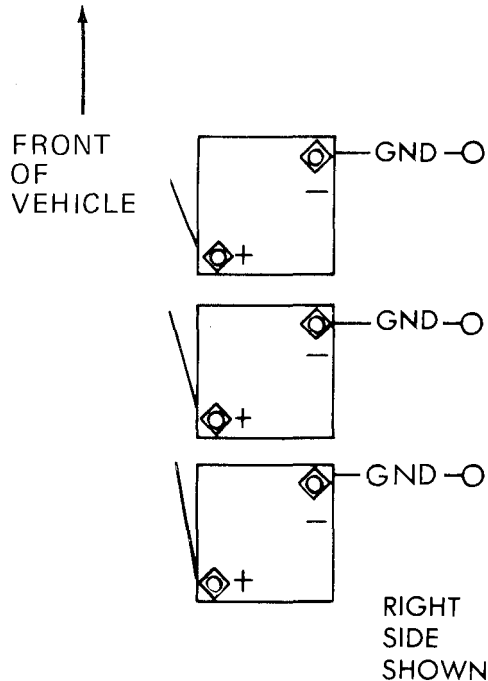 FRONT
OF
VEHICLE
GND
−
+
GND
−
+
GND
−
+
RIGHT
SIDE
SHOWN